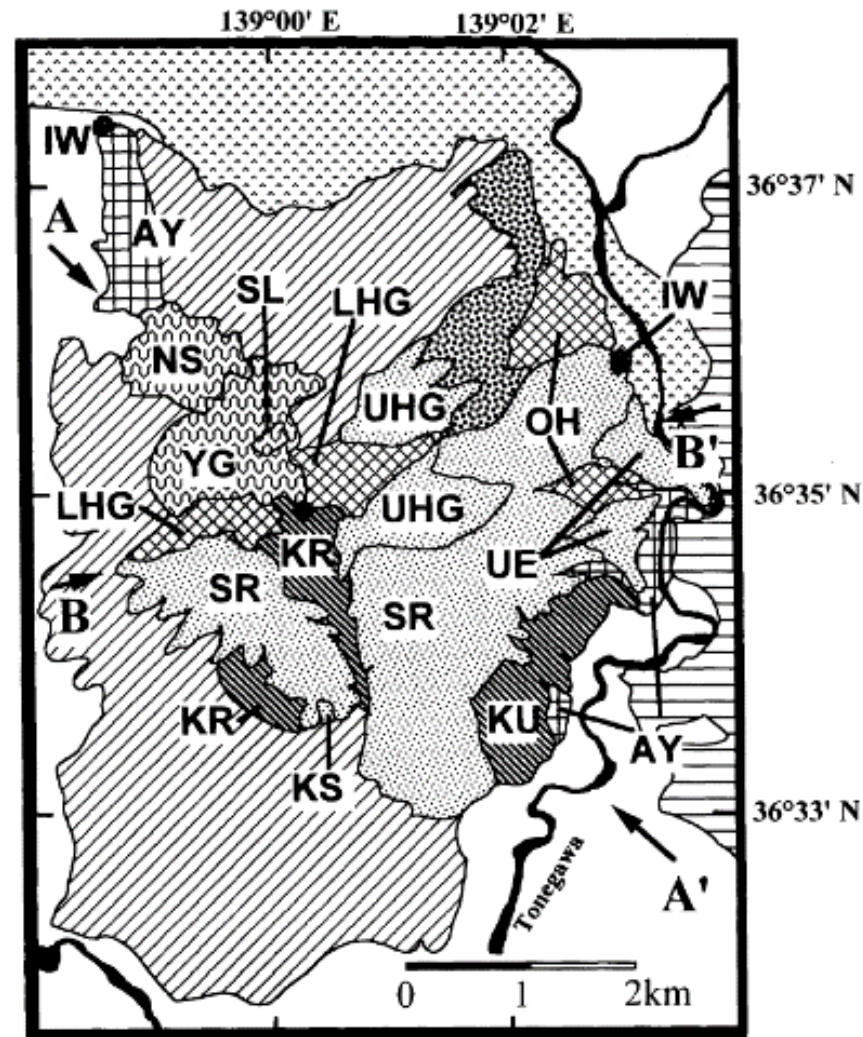 139°00' E 139°02' E
IW
36°37' N
A
AY
SL
LHG
IW
NS
UHG
OH
B'
YG
36°35' N
LHG
UHG
KR
UE
SR
B
SR
KR
KU
AY
KS
36°33' N
A'
Tonegawa
0 1 2km